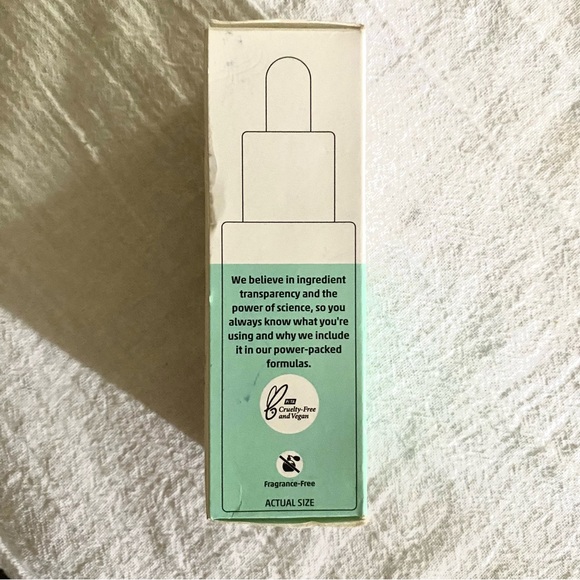 We believe in ingredient
transparency and the
power of science, so you
always know what you're
using and why we include
it in our power-packed
formulas.
PETA
Cruelty-Free
and Vegan
Fragrance-Free
ACTUAL SIZE